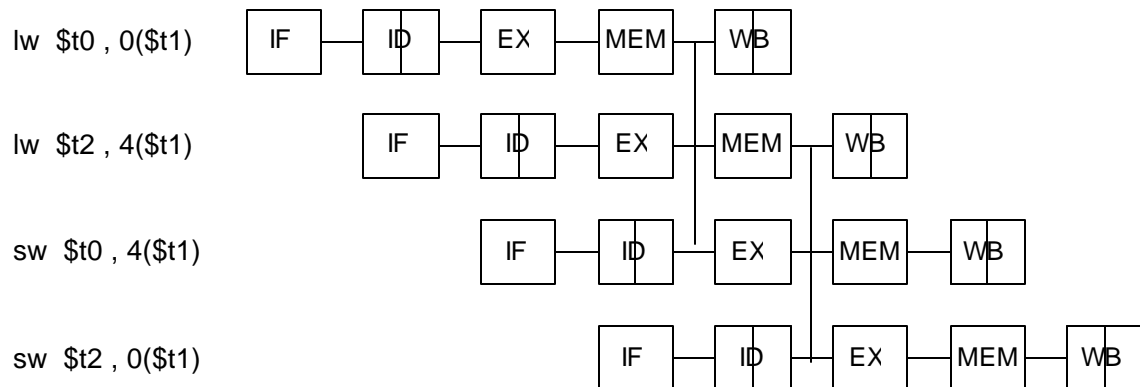 lw $t0 , 0($t1) IF ID EX MEM WB
lw $t2 , 4($t1) IF ID EX MEM WB
sw $t0 , 4($t1) IF ID EX MEM WB
sw $t2 , 0($t1) IF ID EX MEM WB